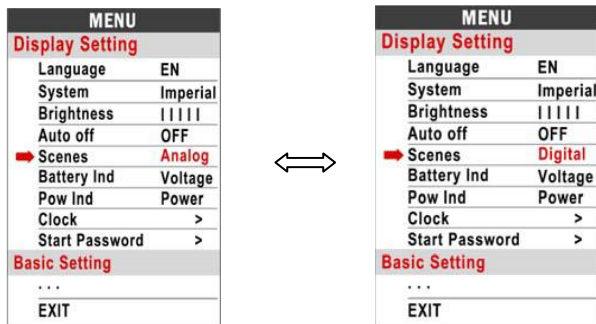 MENU
Display Setting
Language EN
System Imperial
Brightness | | | | |
Auto off OFF
Scenes Analog
Battery Ind Voltage
Pow Ind Power
Clock >
Start Password >
Basic Setting
. . .
EXIT
MENU
Display Setting
Language EN
System Imperial
Brightness | | | | |
Auto off OFF
Scenes Digital
Battery Ind Voltage
Pow Ind Power
Clock >
Start Password >
Basic Setting
. . .
EXIT